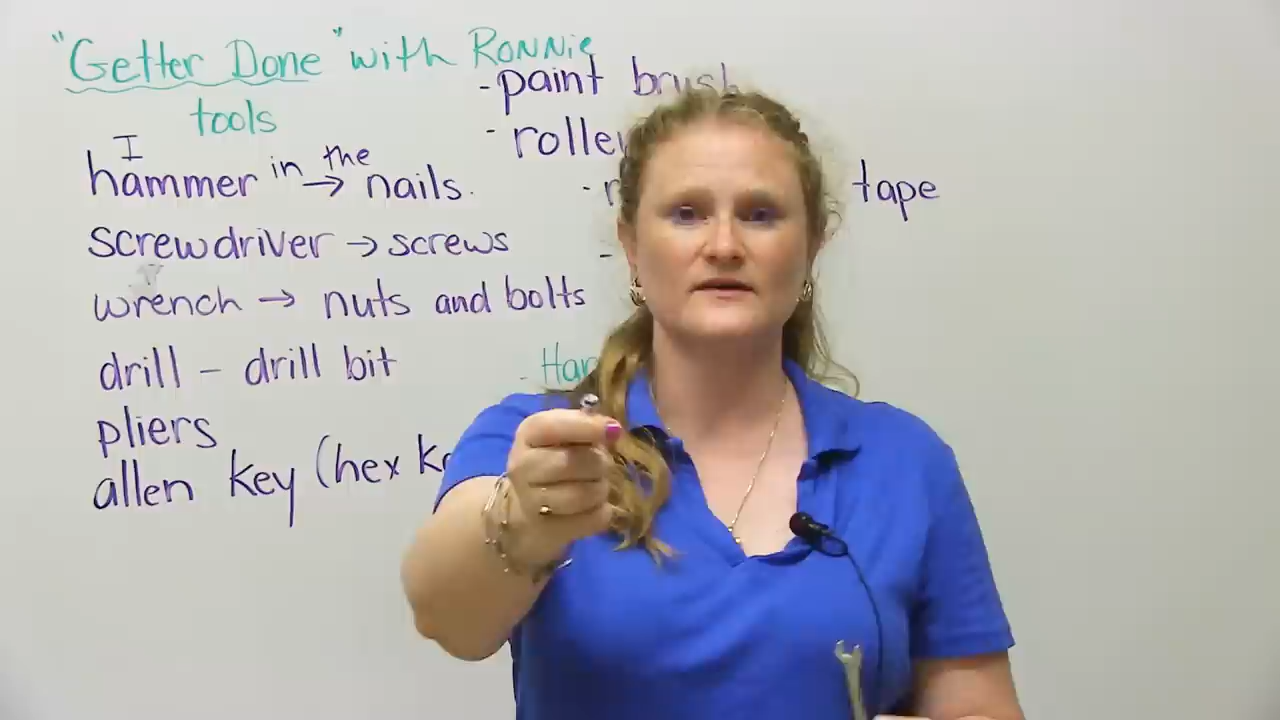 "Getter Done" with Ronnie
tools
I
hammer in the → nails.
screwdriver → screws
wrench → nuts and bolts
drill - drill bit
pliers
allen key (hex
- paint brush
- roller
tape